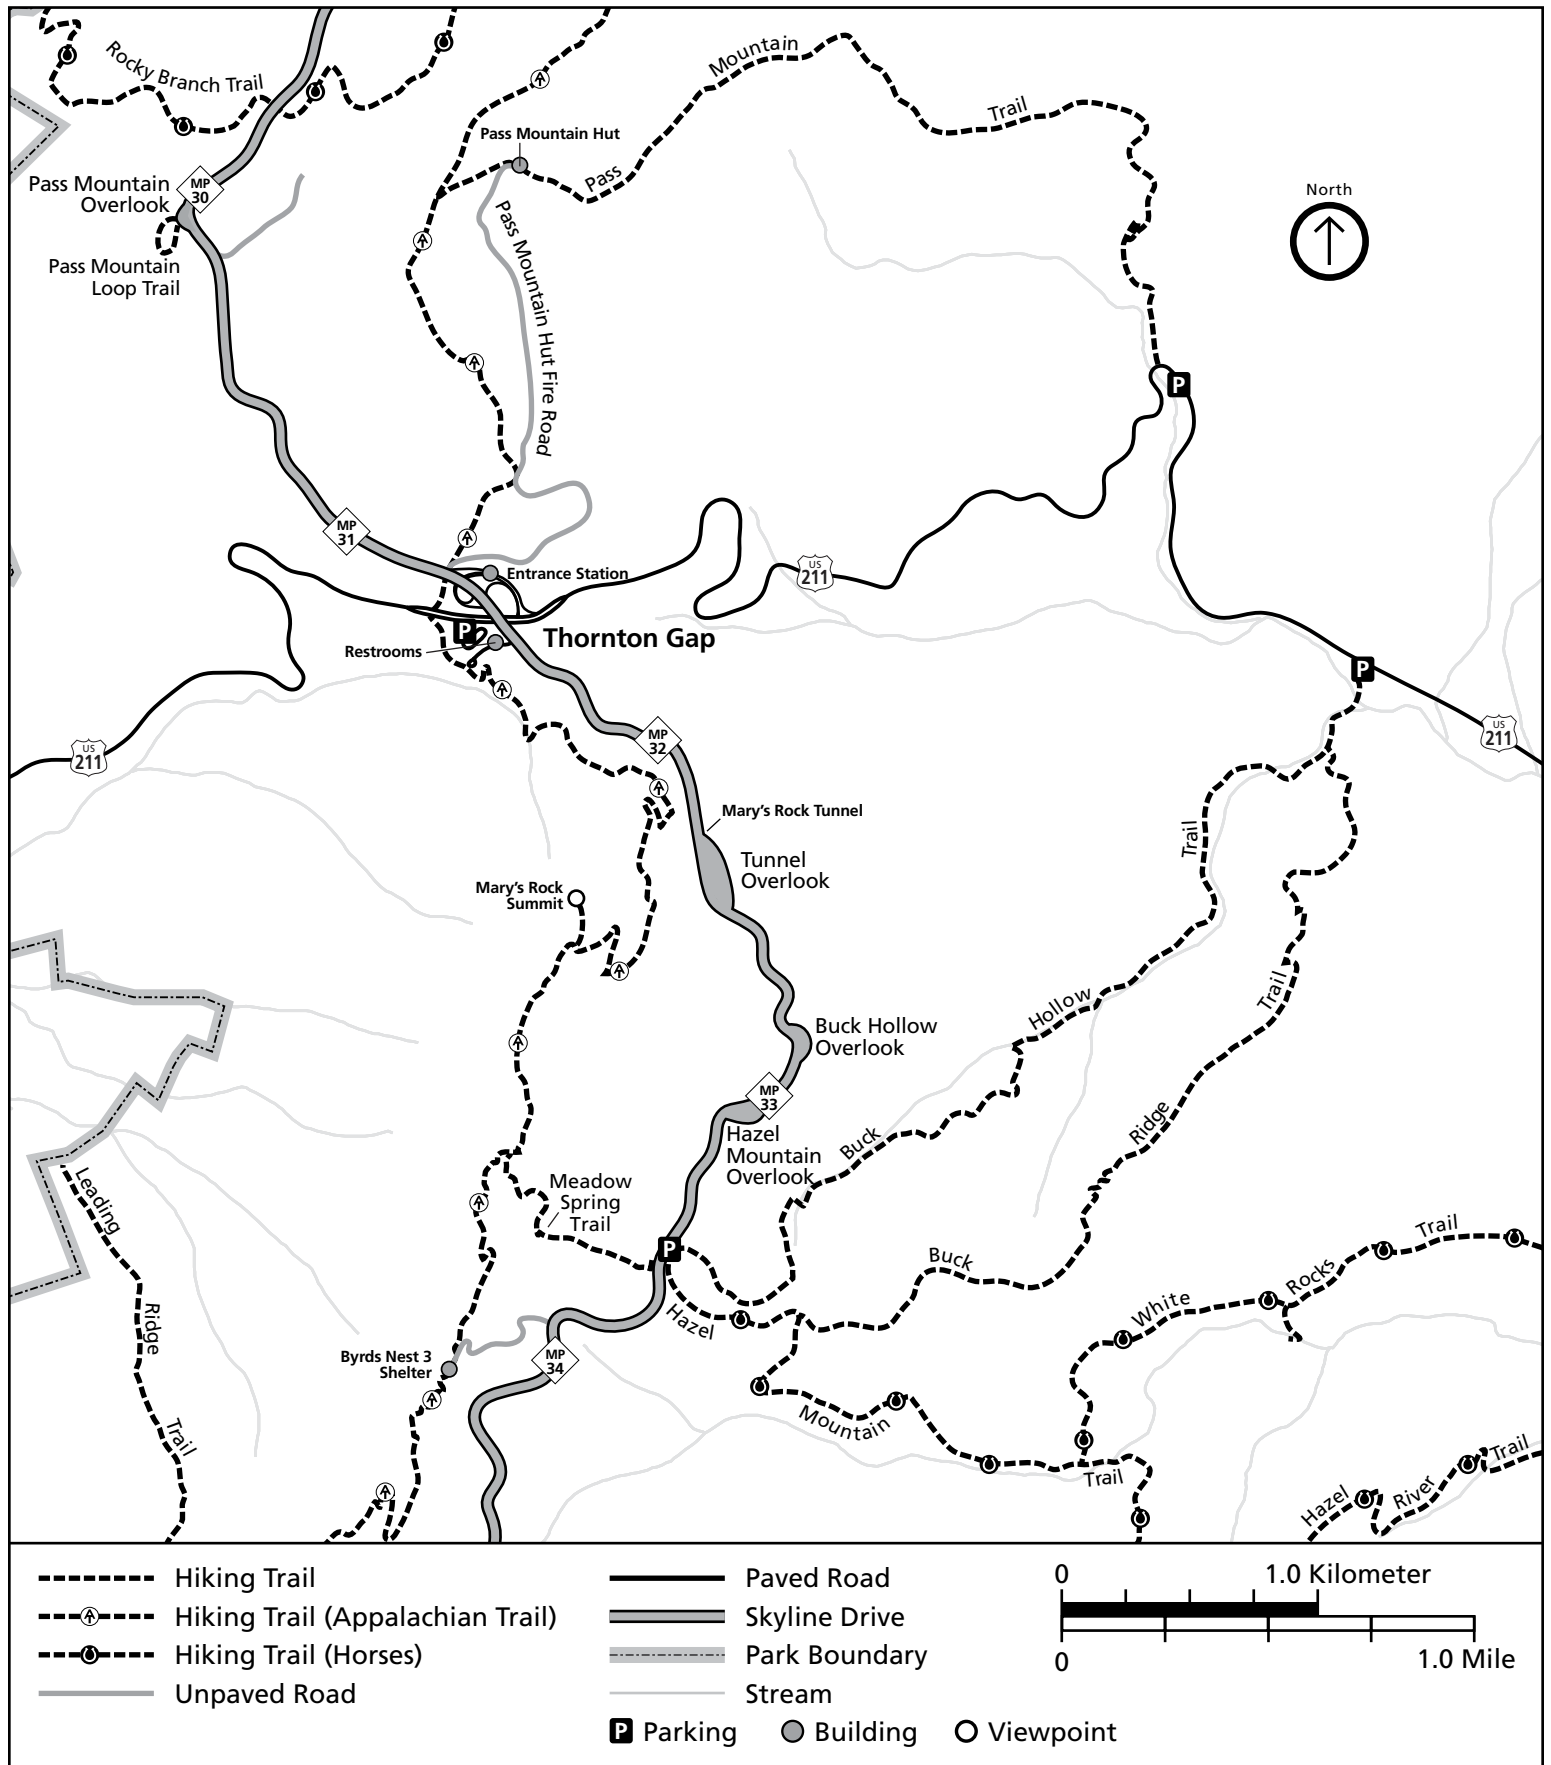 Rocky Branch Trail
Mountain
Trail
Pass Mountain Hut
Pass
North
Pass Mountain
Overlook
MP
30
Pass Mountain
Loop Trail
Pass Mountain Hut Fire Road
P
MP
31
Entrance Station
US
211
P
Restrooms
Thornton Gap
P
US
211
MP
32
US
211
Mary's Rock Tunnel
Trail
Tunnel
Overlook
Mary's Rock
Summit
Hollow
Trail
Buck Hollow
Overlook
MP
33
Hazel
Mountain
Overlook
Buck
Ridge
Leading
Meadow
Spring
Trail
P
Buck
Trail
Rocks
White
Hazel
Ridge
Byrds Nest 3
Shelter
MP
34
Mountain
Trail
Trail
Hazel
River
Trail
Hiking Trail
Hiking Trail (Appalachian Trail)
Hiking Trail (Horses)
Unpaved Road
Paved Road
Skyline Drive
Park Boundary
Stream
P Parking
Building
Viewpoint
0
1.0 Kilometer
0
1.0 Mile